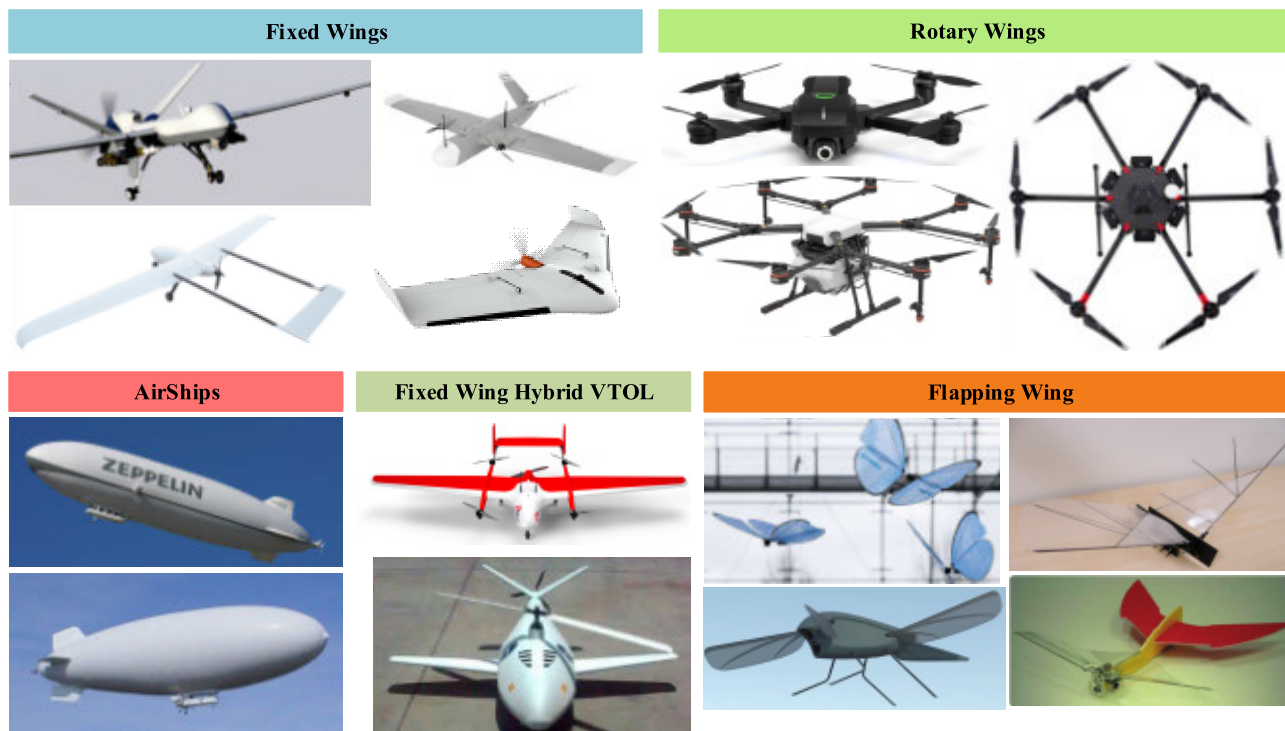 Fixed Wings
Rotary Wings
AirShips
Fixed Wing Hybrid VTOL
Flapping Wing
ZEPPELIN